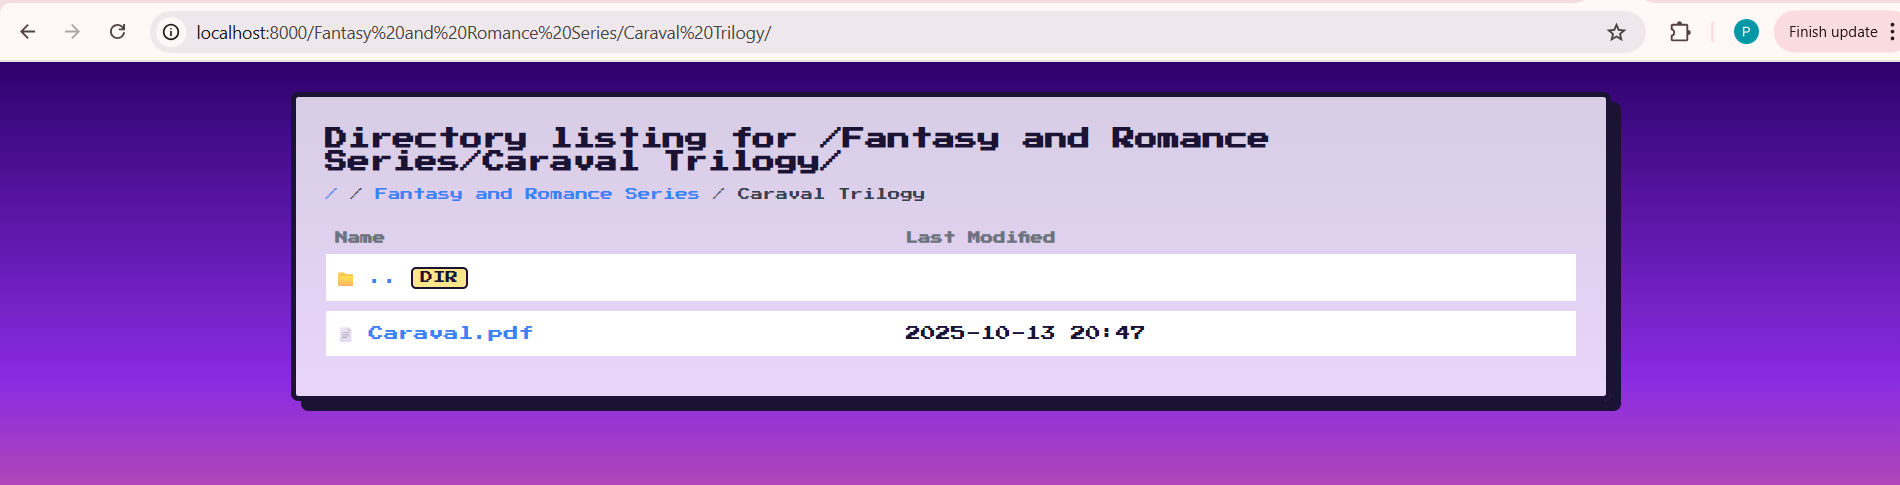 localhost:8000/Fantasy%20and%20Romance%20Series/Caraval%20Trilogy/
P
Finish update
Directory listing for /Fantasy and Romance
Series/Caraval Trilogy/
/ / Fantasy and Romance Series / Caraval Trilogy
Name Last Modified
.. DIR
Caraval.pdf 2025-10-13 20:47